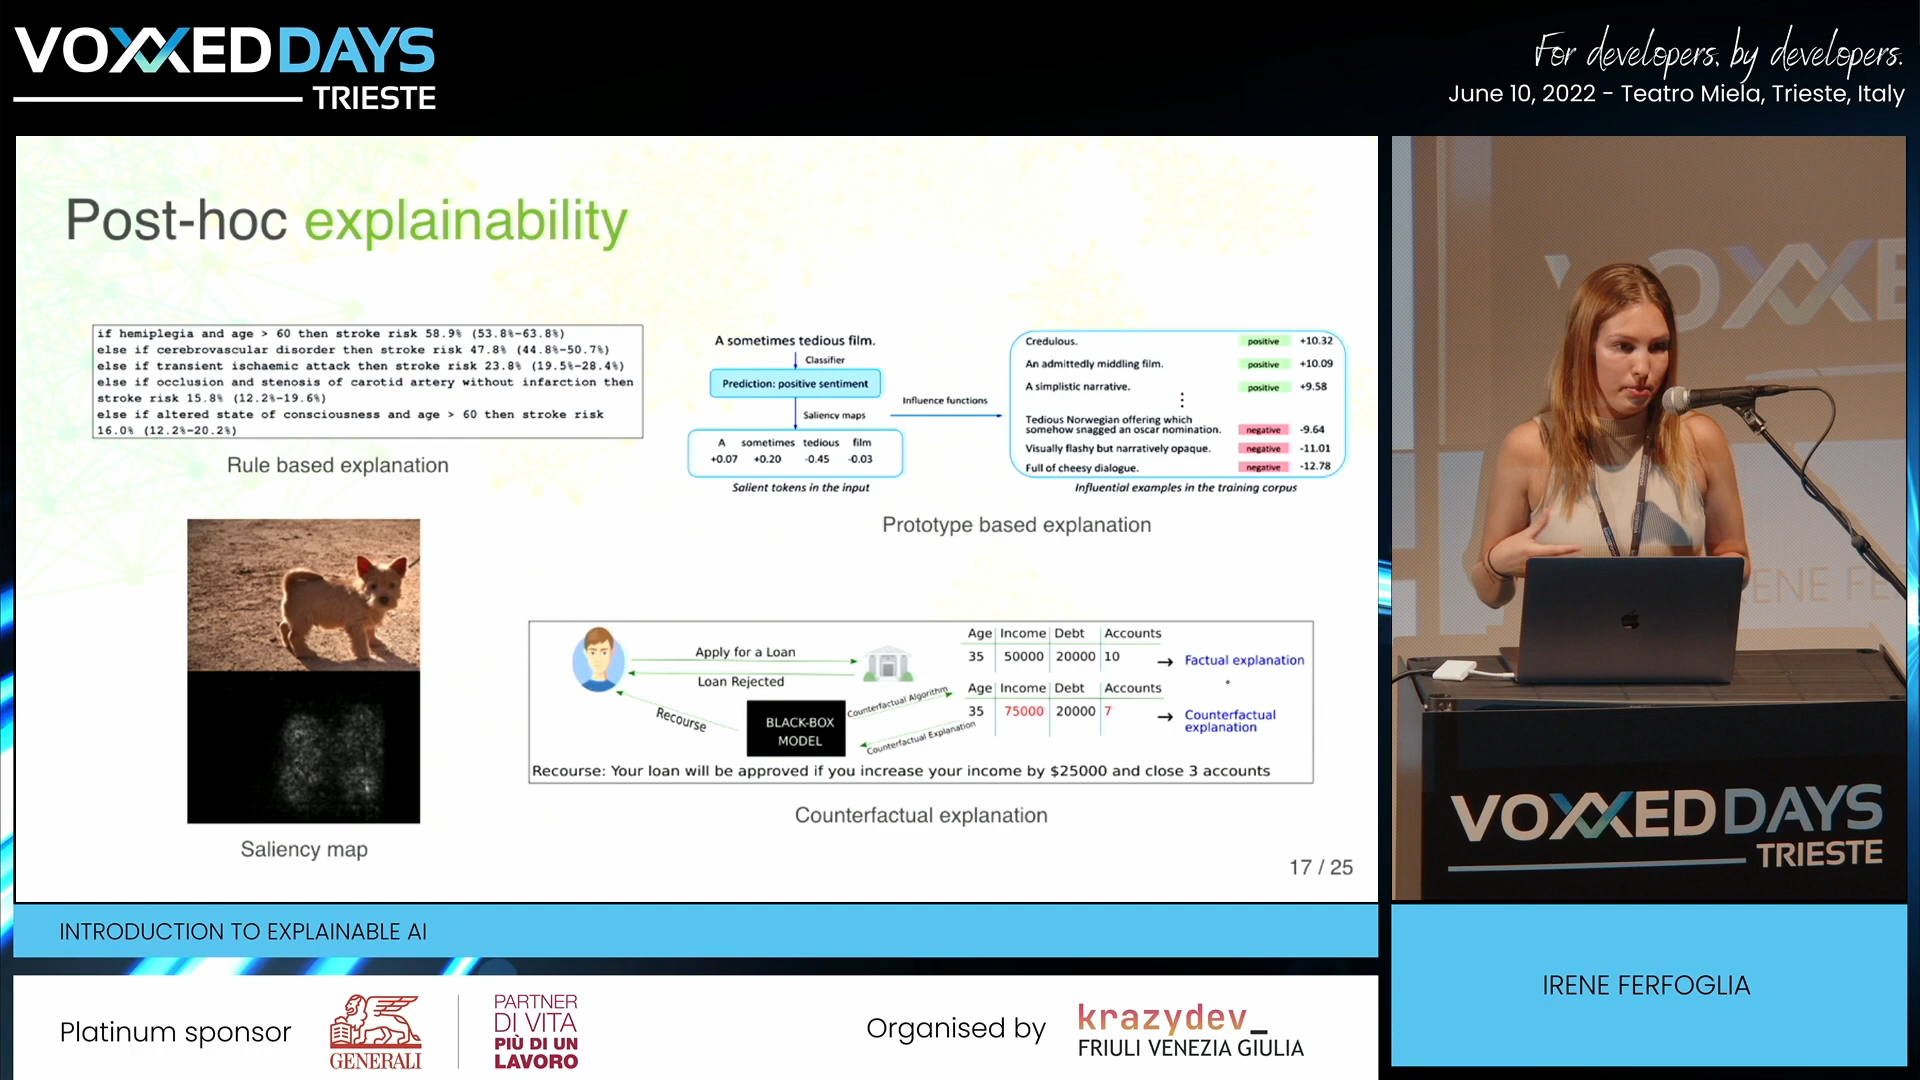 VOXXEDDAYS
TRIESTE
For developers, by developers.
June 10, 2022 - Teatro Miela, Trieste, Italy
Post-hoc explainability
if hemiplegia and age > 60 then stroke risk 58.9% (53.8%-63.8%)
else if cerebrovascular disorder then stroke risk 47.8% (44.8%-50.7%)
else if transient ischaemic attack then stroke risk 23.8% (19.5%-28.4%)
else if occlusion and stenosis of carotid artery without infarction then
stroke risk 15.8% (12.2%-19.6%)
else if altered state of consciousness and age > 60 then stroke risk
16.0% (12.2%-20.2%)
Rule based explanation
A sometimes tedious film.
Classifier
Prediction: positive sentiment
Saliency maps
A sometimes tedious film
+0.07 +0.20 -0.45 -0.03
Salient tokens in the input
Influence functions
Credulous. positive +10.32
An admittedly middling film. positive +10.09
A simplistic narrative. positive +9.58
Tedious Norwegian offering which
somehow snagged an oscar nomination. negative -9.64
Visually flashy but narratively opaque. negative -11.01
Full of cheesy dialogue. negative -12.78
Influential examples in the training corpus
Prototype based explanation
Saliency map
Apply for a Loan
Loan Rejected
Recourse
BLACK-BOX
MODEL
Counterfactual Algorithm
Counterfactual Explanation
Age Income Debt Accounts
35 50000 20000 10 → Factual explanation
Age Income Debt Accounts
35 75000 20000 7 → Counterfactual
explanation
Recourse: Your loan will be approved if you increase your income by $25000 and close 3 accounts
Counterfactual explanation
17 / 25
VOXXE
ENE FE
VOXXEDDAYS
TRIESTE
INTRODUCTION TO EXPLAINABLE AI
IRENE FERFOGLIA
Platinum sponsor
GENERALI
PARTNER
DI VITA
PIÙ DI UN
LAVORO
Organised by
krazydev_
FRIULI VENEZIA GIULIA